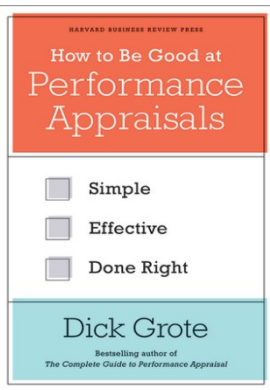 HARVARD BUSINESS REVIEW PRESS
How to Be Good at
Performance
Appraisals
Simple
Effective
Done Right
Dick Grote
Bestselling author of
The Complete Guide to Performance Appraisal